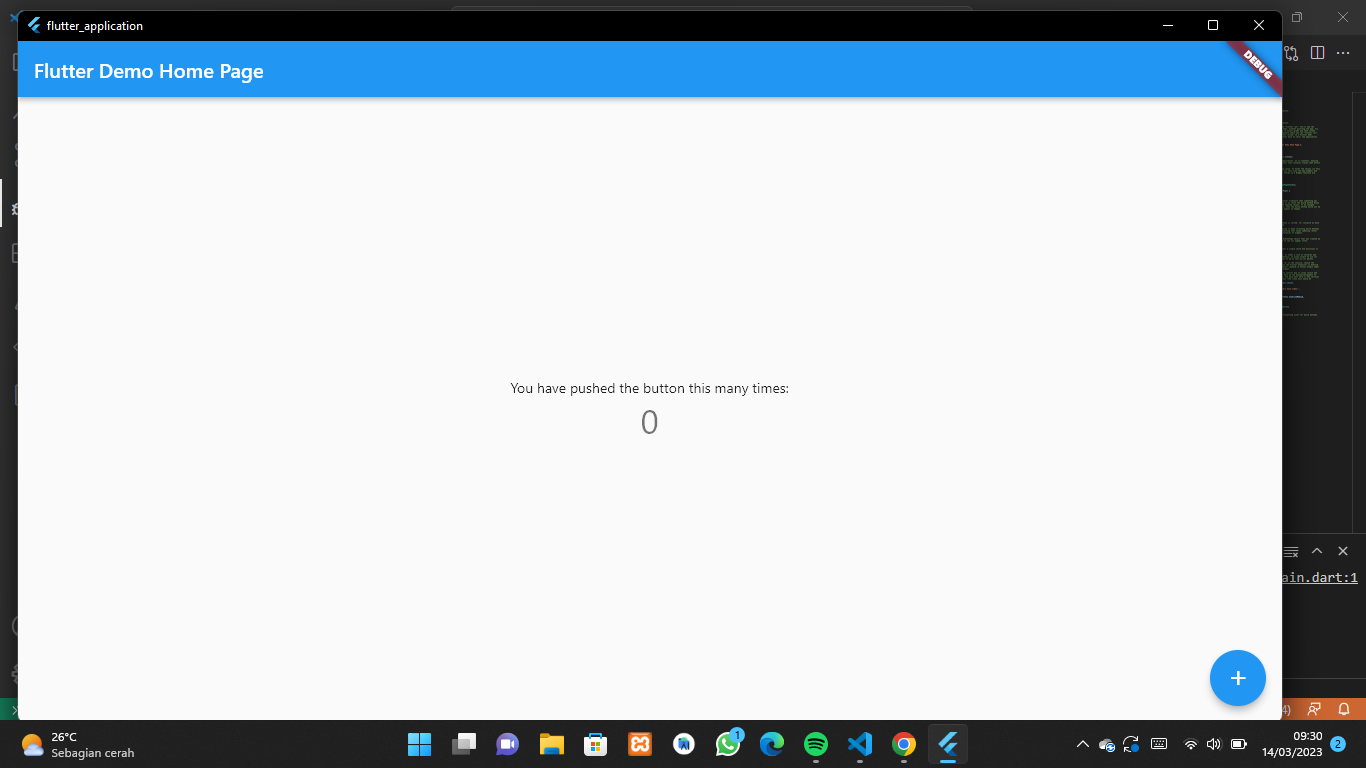 flutter_application
Flutter Demo Home Page
DEBUG
You have pushed the button this many times:
0
ain.dart:1
4)
26°C
Sebagian cerah
AI
1
09:30
14/03/2023
2